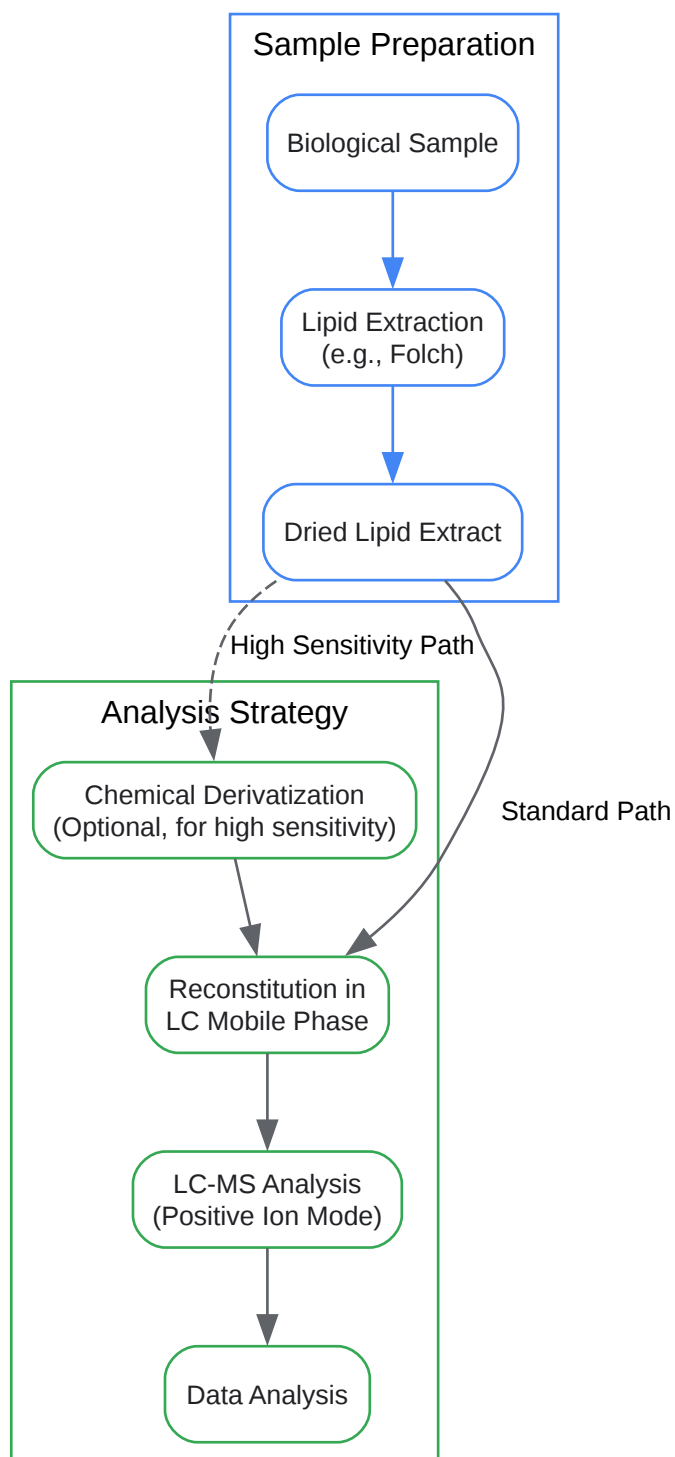 Sample Preparation
Biological Sample
Lipid Extraction
(e.g., Folch)
Dried Lipid Extract
High Sensitivity Path
Analysis Strategy
Chemical Derivatization
(Optional, for high sensitivity)
Standard Path
Reconstitution in
LC Mobile Phase
LC-MS Analysis
(Positive Ion Mode)
Data Analysis